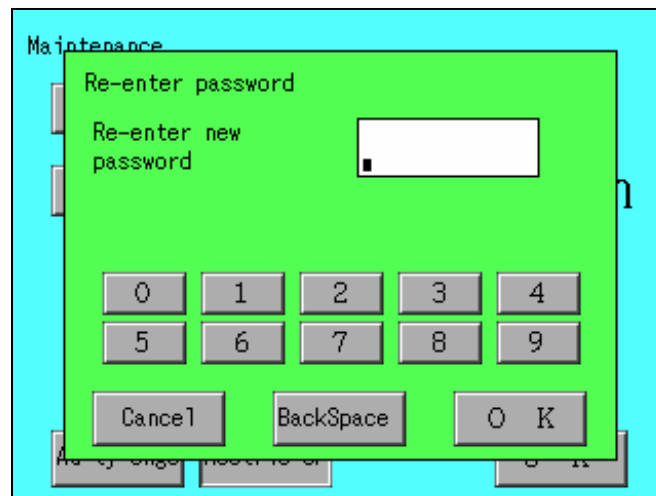 Maintenance
Re-enter password
Re-enter new
password
0 1 2 3 4
5 6 7 8 9
Cancel BackSpace O K